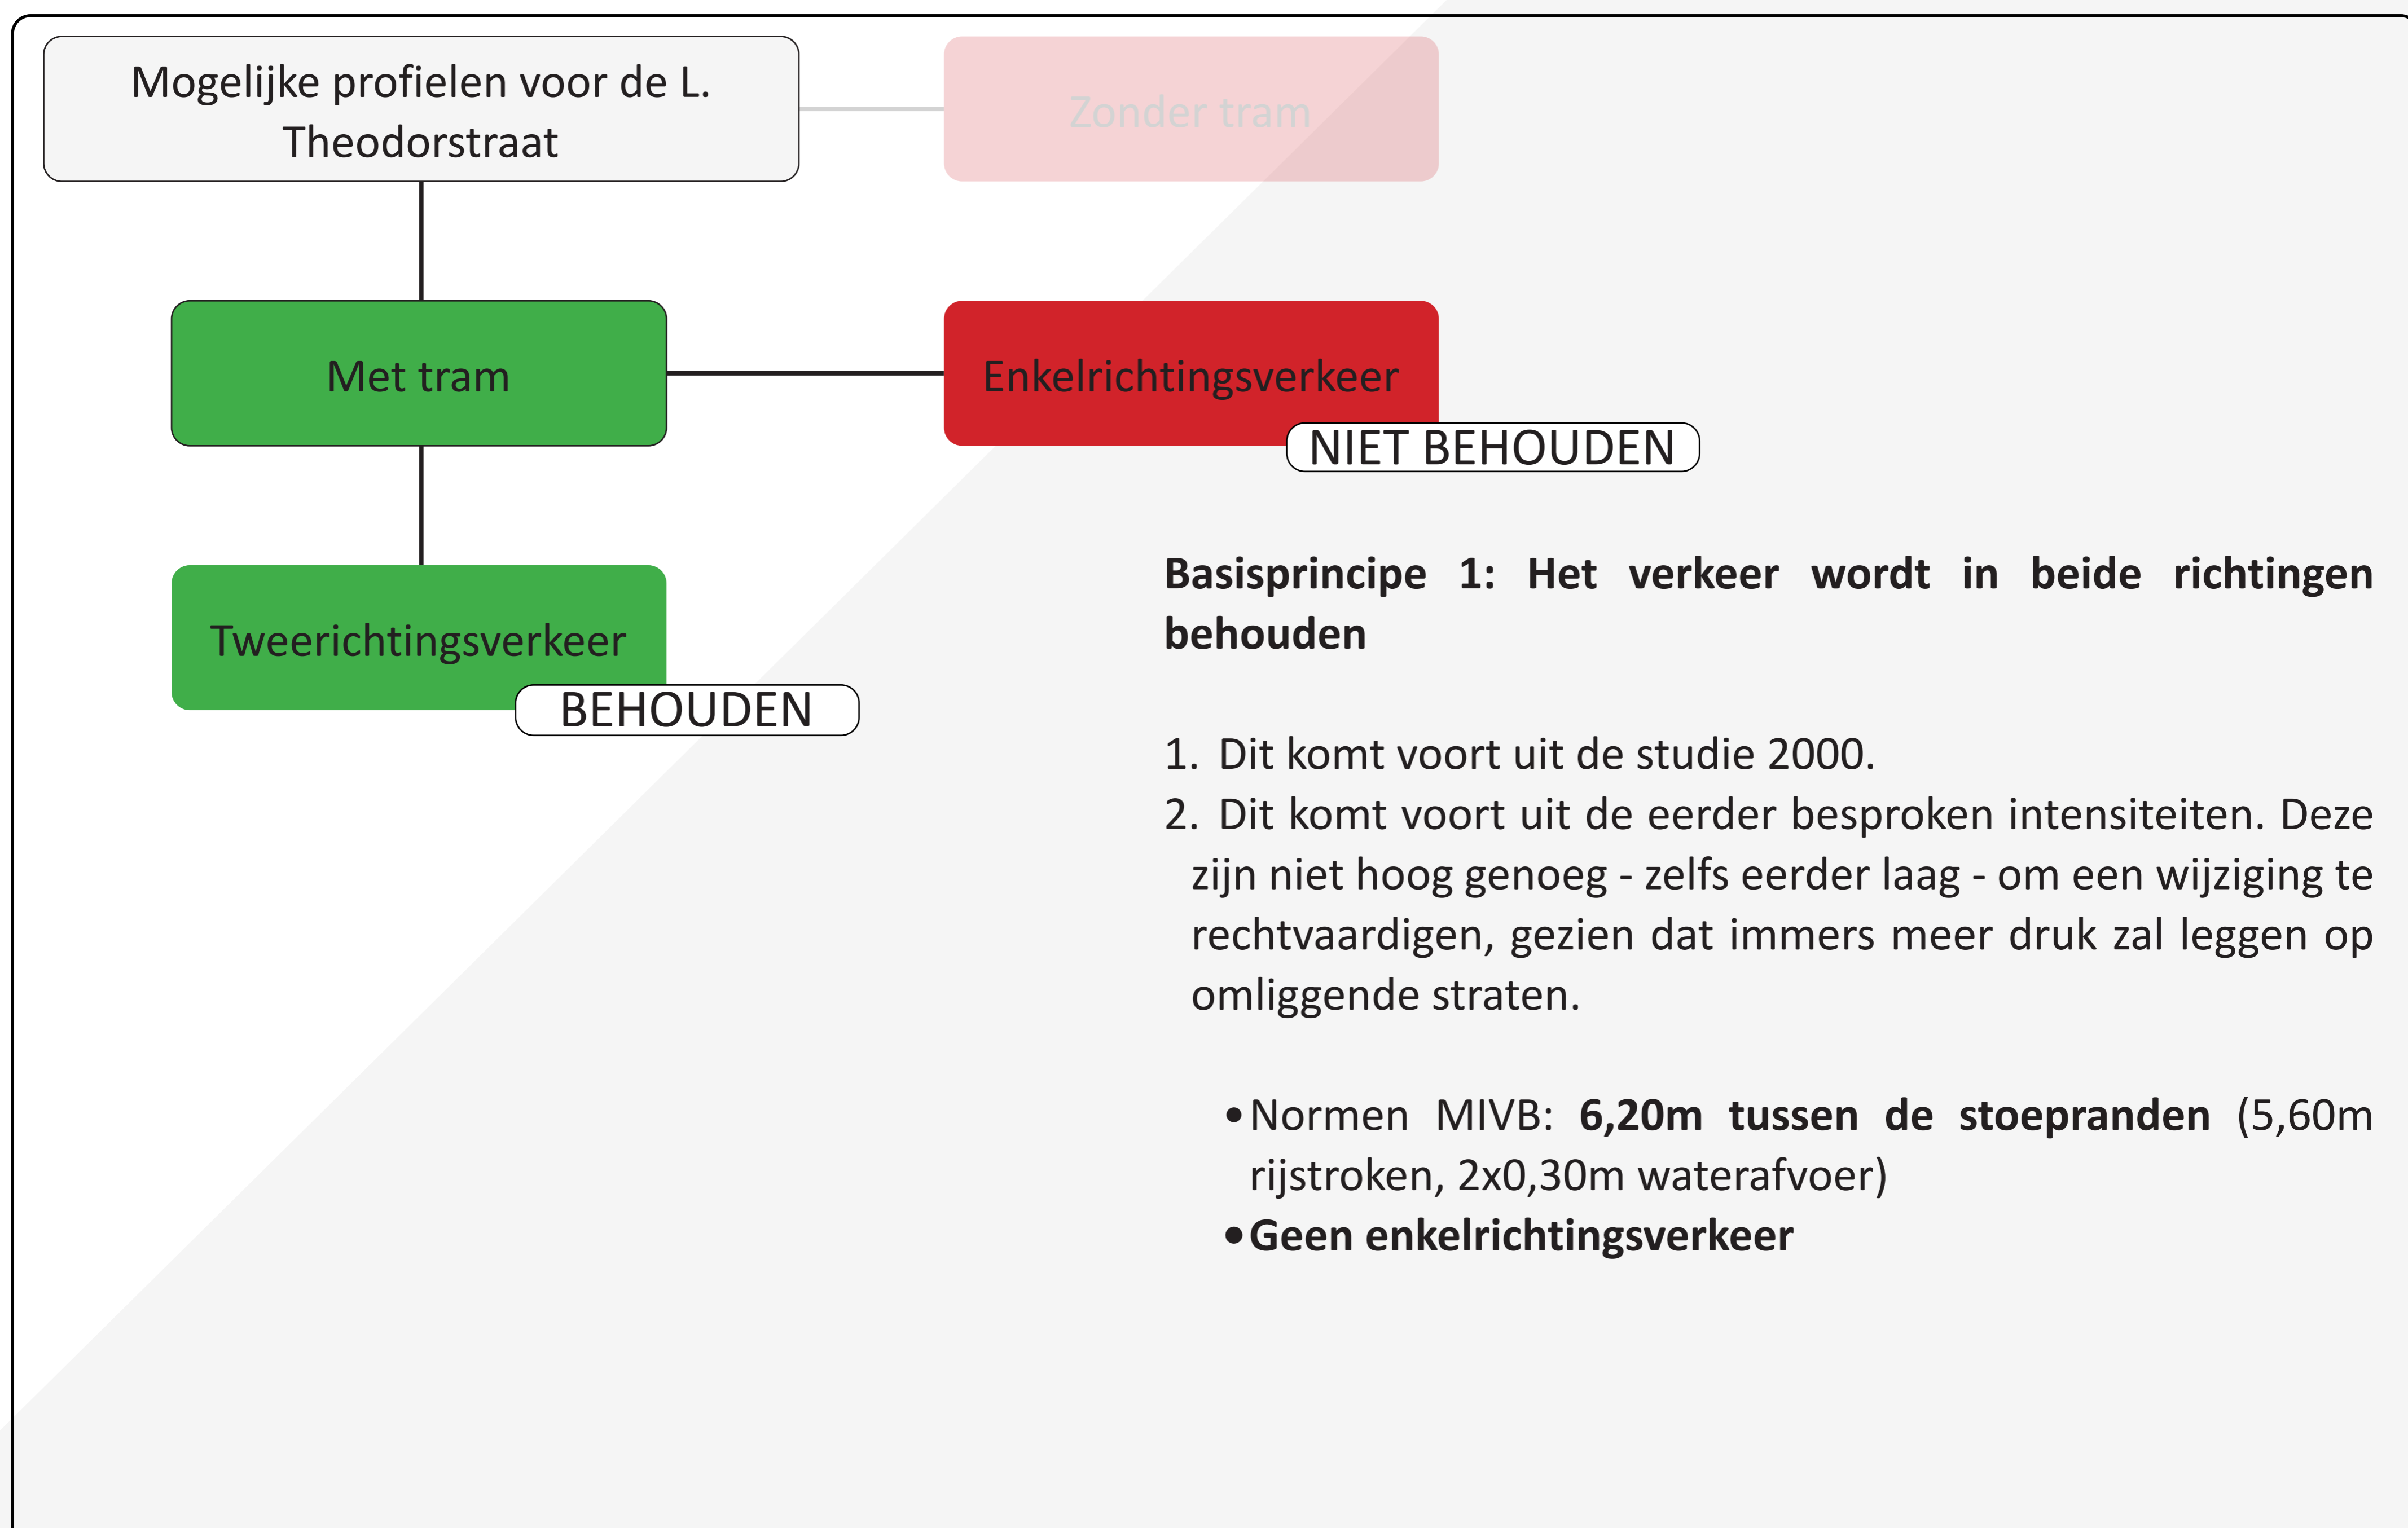 Mogelijke profielen voor de L.
Theodorstraat
Zonder tram
Met tram
Enkelrichtingsverkeer
NIET BEHOUDEN
Tweerichtingsverkeer
BEHOUDEN
Basisprincipe 1: Het verkeer wordt in beide richtingen
behouden
1. Dit komt voort uit de studie 2000.
2. Dit komt voort uit de eerder besproken intensiteiten. Deze
zijn niet hoog genoeg - zelfs eerder laag - om een wijziging te
rechtvaardigen, gezien dat immers meer druk zal leggen op
omliggende straten.
•Normen MIVB: 6,20m tussen de stoepranden (5,60m
rijstroken, 2x0,30m waterafvoer)
•Geen enkelrichtingsverkeer